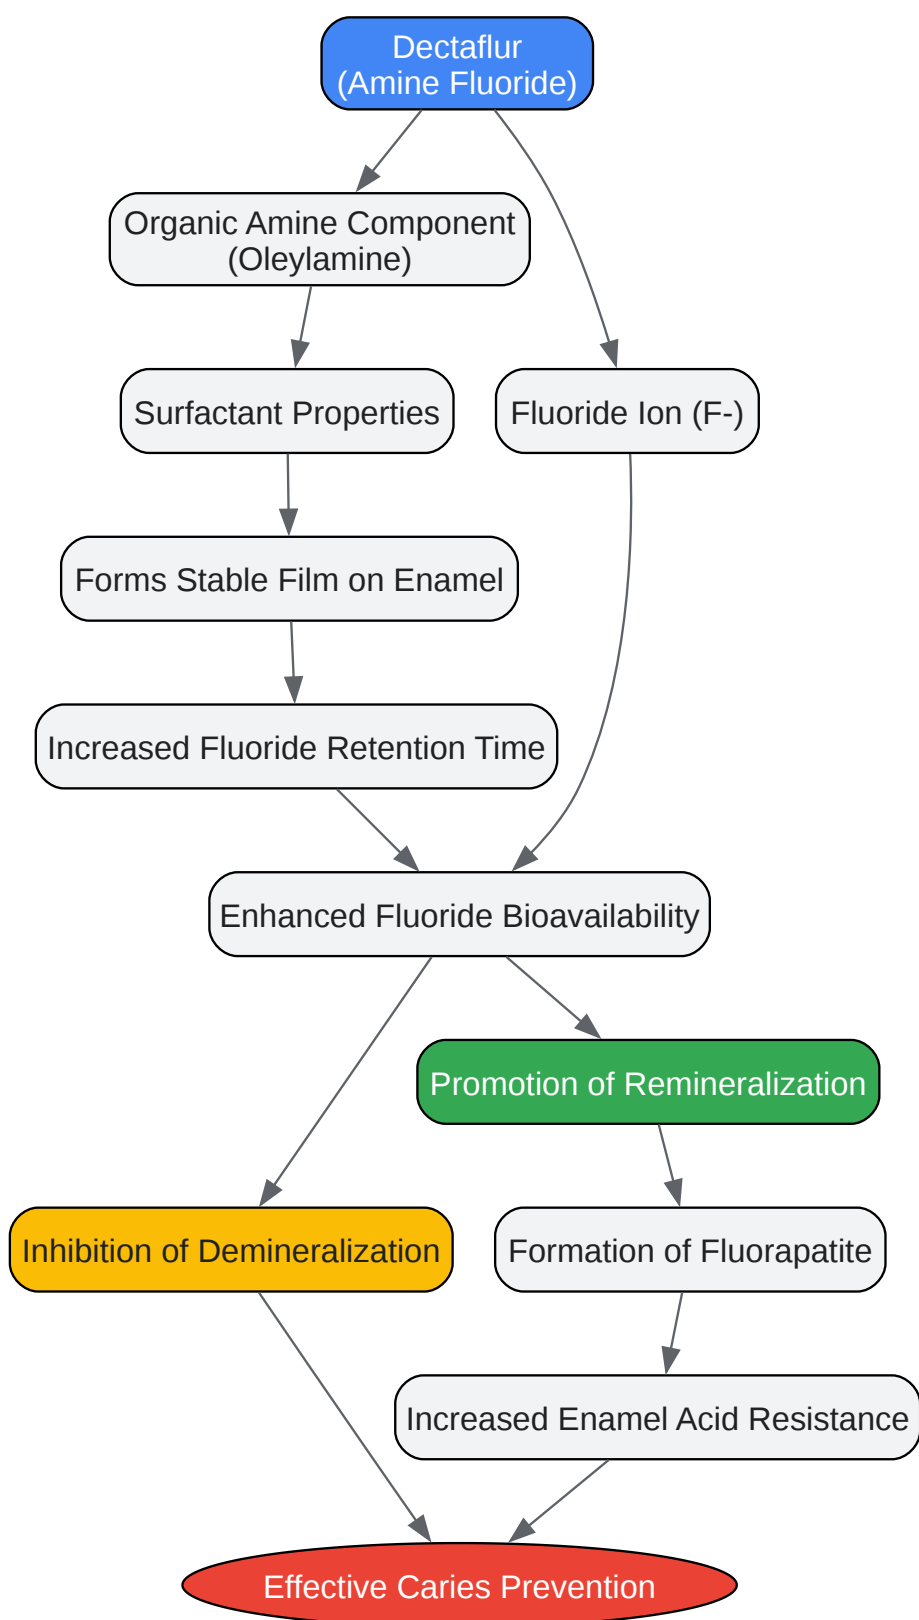 Dectaflur
(Amine Fluoride)
Organic Amine Component
(Oleylamine)
Surfactant Properties
Fluoride Ion (F-)
Forms Stable Film on Enamel
Increased Fluoride Retention Time
Enhanced Fluoride Bioavailability
Promotion of Remineralization
Inhibition of Demineralization
Formation of Fluorapatite
Increased Enamel Acid Resistance
Effective Caries Prevention